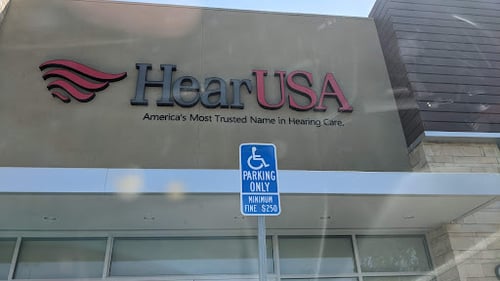 HearUSA
America's Most Trusted Name in Hearing Care.
PARKING
ONLY
MINIMUM
FINE $250